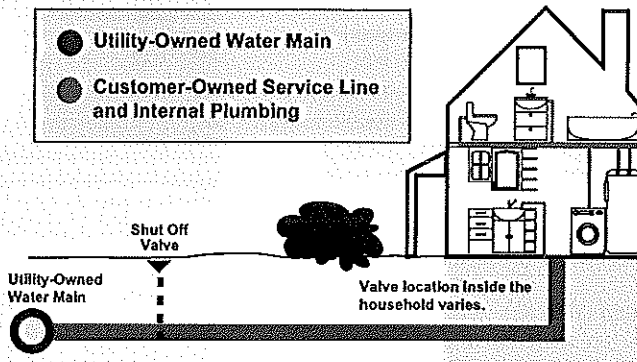 Utility-Owned Water Main
Customer-Owned Service Line
and Internal Plumbing
Shut Off
Valve
Utility-Owned
Water Main
Valve location inside the
household varies.